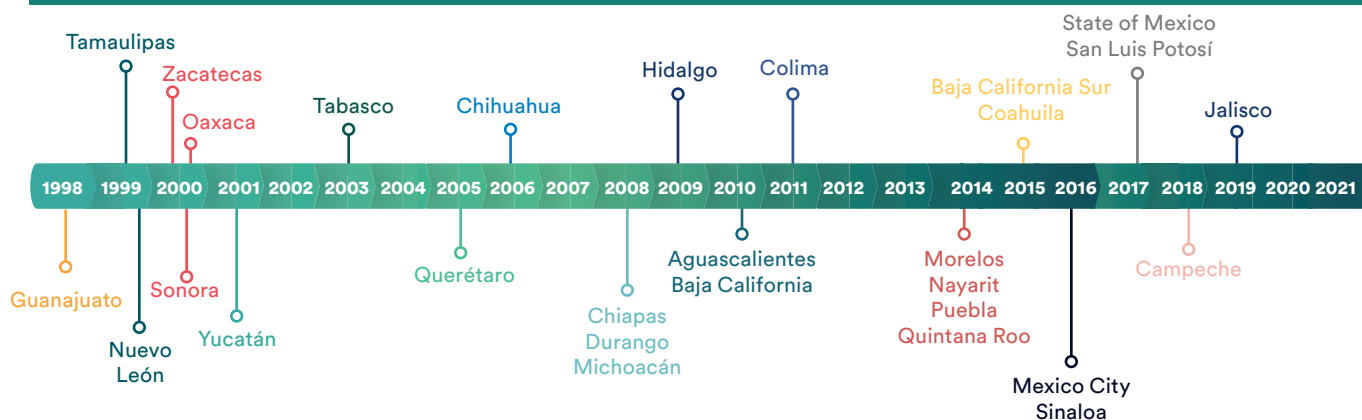 State of Mexico
San Luis Potosí
Tamaulipas
Zacatecas
Hidalgo
Colima
Baja California Sur
Coahuila
Tabasco
Chihuahua
Jalisco
Oaxaca
1998 1999 2000 2001 2002 2003 2004 2005 2006 2007 2008 2009 2010 2011 2012 2013 2014 2015 2016 2017 2018 2019 2020 2021
Guanajuato
Nuevo
León
Sonora
Yucatán
Querétaro
Chiapas
Durango
Michoacán
Aguascalientes
Baja California
Morelos
Nayarit
Puebla
Quintana Roo
Mexico City
Sinaloa
Campeche